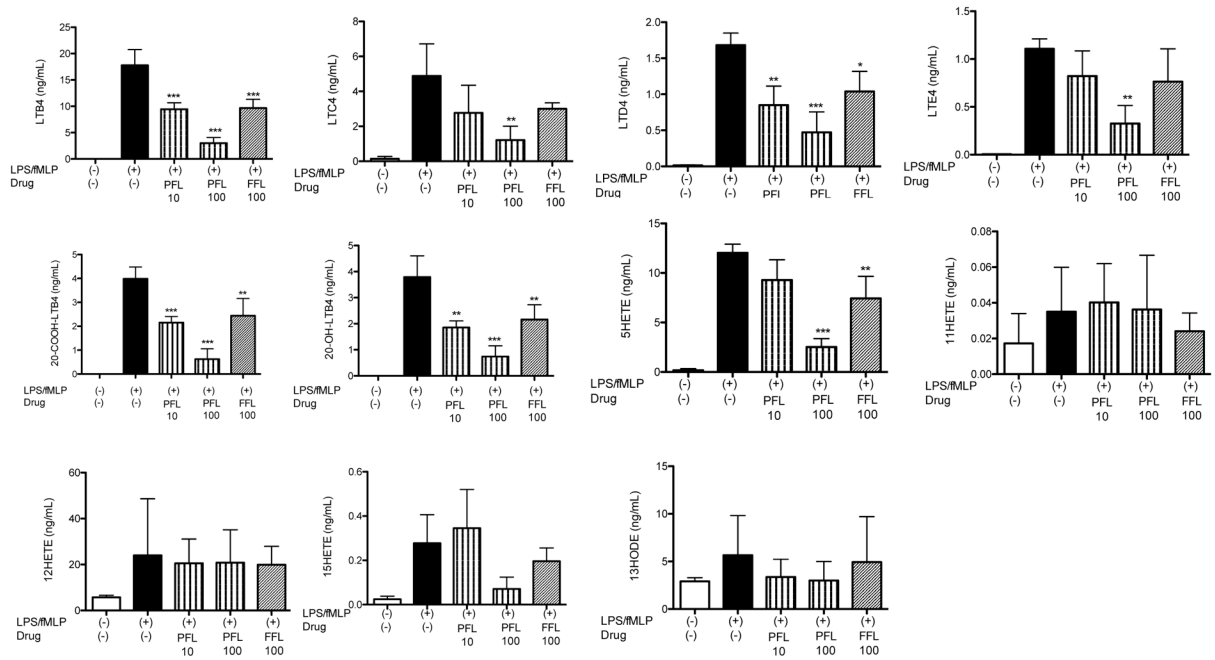 LTB4 (ng/mL)
25
20
15
10
5
0
***
***
***
LPS/fMLP (-) (+) (+) (+) (+)
Drug (-) (-) PFL PFL FFL
10 100 100
LTC4 (ng/mL)
8
6
4
2
0
**
LPS/fMLP (-) (+) (+) (+) (+)
Drug (-) (-) PFL PFL FFL
10 100 100
LTD4 (ng/mL)
2.0
1.5
1.0
0.5
0.0
**
***
*
LPS/fMLP (-) (+) (+) (+) (+)
Drug (-) (-) PFL PFL FFL
LTE4 (ng/mL)
1.5
1.0
0.5
0.0
**
LPS/fMLP (-) (+) (+) (+) (+)
Drug (-) (-) PFL PFL FFL
10 100 100
20-COOH-LTB4 (ng/mL)
5
4
3
2
1
0
***
***
**
LPS/fMLP (-) (+) (+) (+) (+)
Drug (-) (-) PFL PFL FFL
10 100 100
20-OH-LTB4 (ng/mL)
5
4
3
2
1
0
**
***
**
LPS/fMLP (-) (+) (+) (+) (+)
Drug (-) (-) PFL PFL FFL
10 100 100
5HETE (ng/mL)
15
10
5
0
***
**
LPS/fMLP (-) (+) (+) (+) (+)
Drug (-) (-) PFL PFL FFL
10 100 100
11HETE (ng/mL)
0.08
0.06
0.04
0.02
0.00
LPS/fMLP (-) (+) (+) (+) (+)
Drug (-) (-) PFL PFL FFL
10 100 100
12HETE (ng/mL)
60
40
20
0
LPS/fMLP (-) (+) (+) (+) (+)
Drug (-) (-) PFL PFL FFL
10 100 100
15HETE (ng/mL)
0.6
0.4
0.2
0.0
LPS/fMLP (-) (+) (+) (+) (+)
Drug (-) (-) PFL PFL FFL
10 100 100
13HODE (ng/mL)
15
10
5
0
LPS/fMLP (-) (+) (+) (+) (+)
Drug (-) (-) PFL PFL FFL
10 100 100